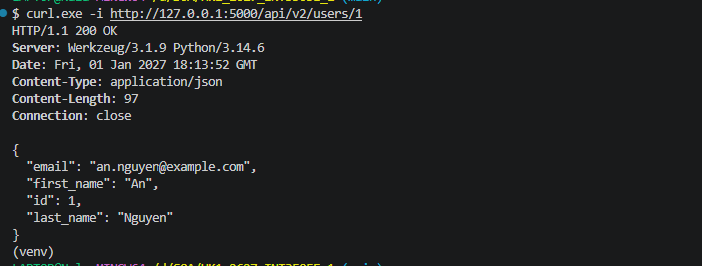 $ curl.exe -i http://127.0.0.1:5000/api/v2/users/1
HTTP/1.1 200 OK
Server: Werkzeug/3.1.9 Python/3.14.6
Date: Fri, 01 Jan 2027 18:13:52 GMT
Content-Type: application/json
Content-Length: 97
Connection: close
{
  "email": "an.nguyen@example.com",
  "first_name": "An",
  "id": 1,
  "last_name": "Nguyen"
}
(venv)